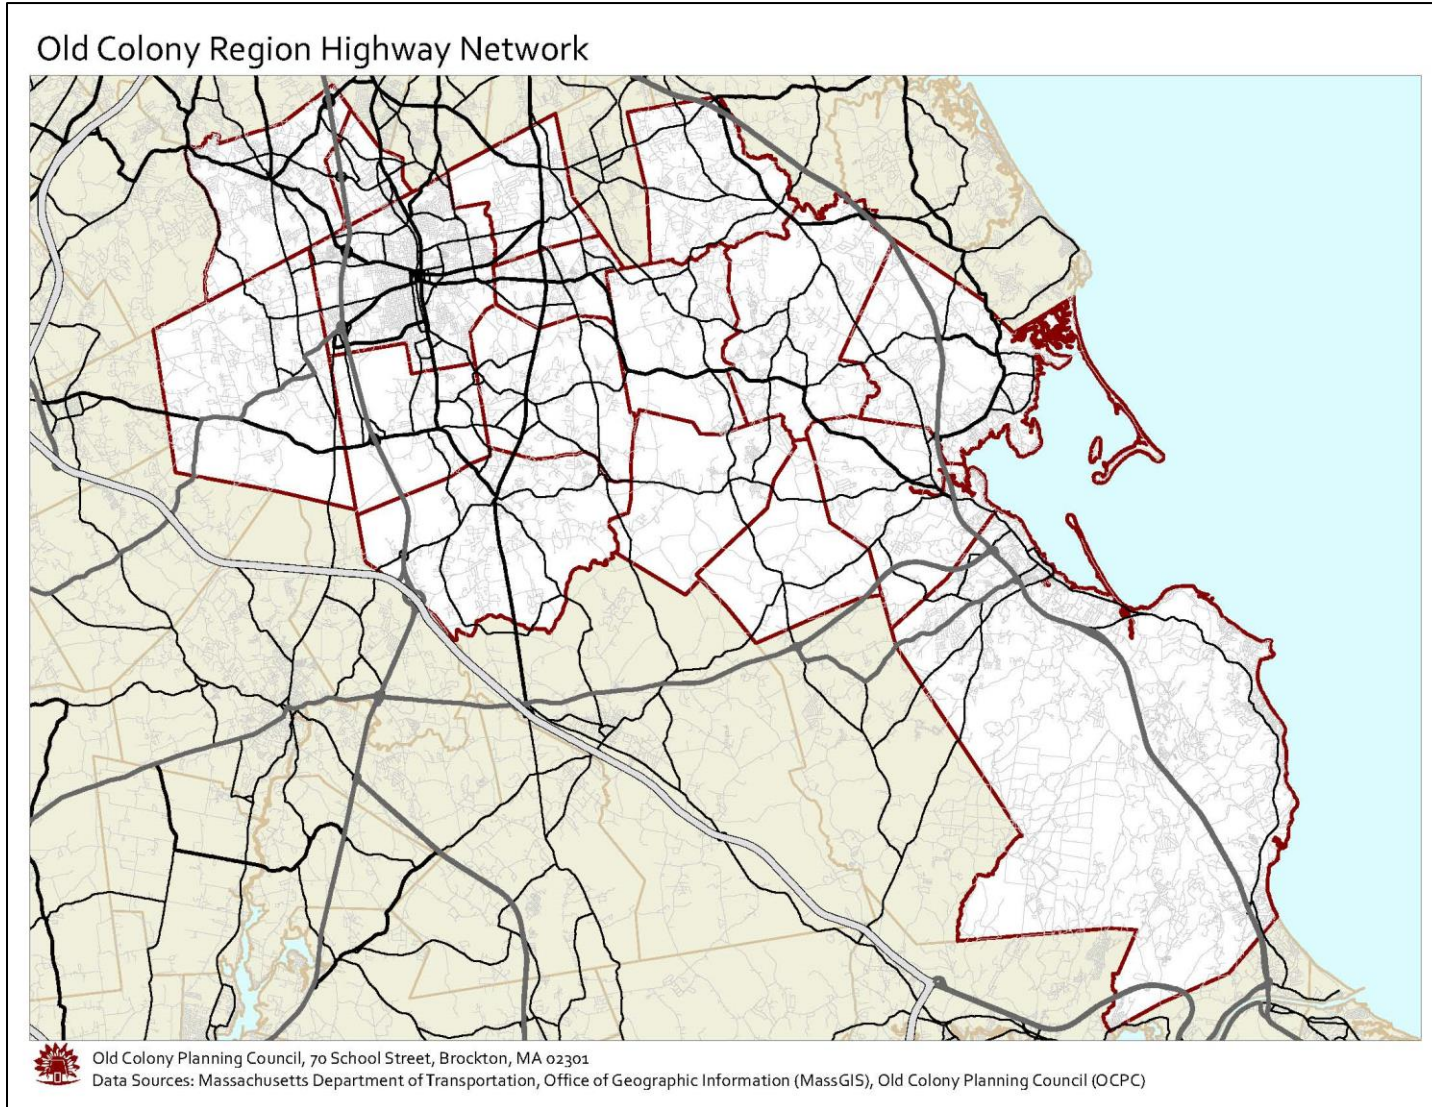 Old Colony Region Highway Network
Old Colony Planning Council, 70 School Street, Brockton, MA 02301
Data Sources: Massachusetts Department of Transportation, Office of Geographic Information (MassGIS), Old Colony Planning Council (OCPC)